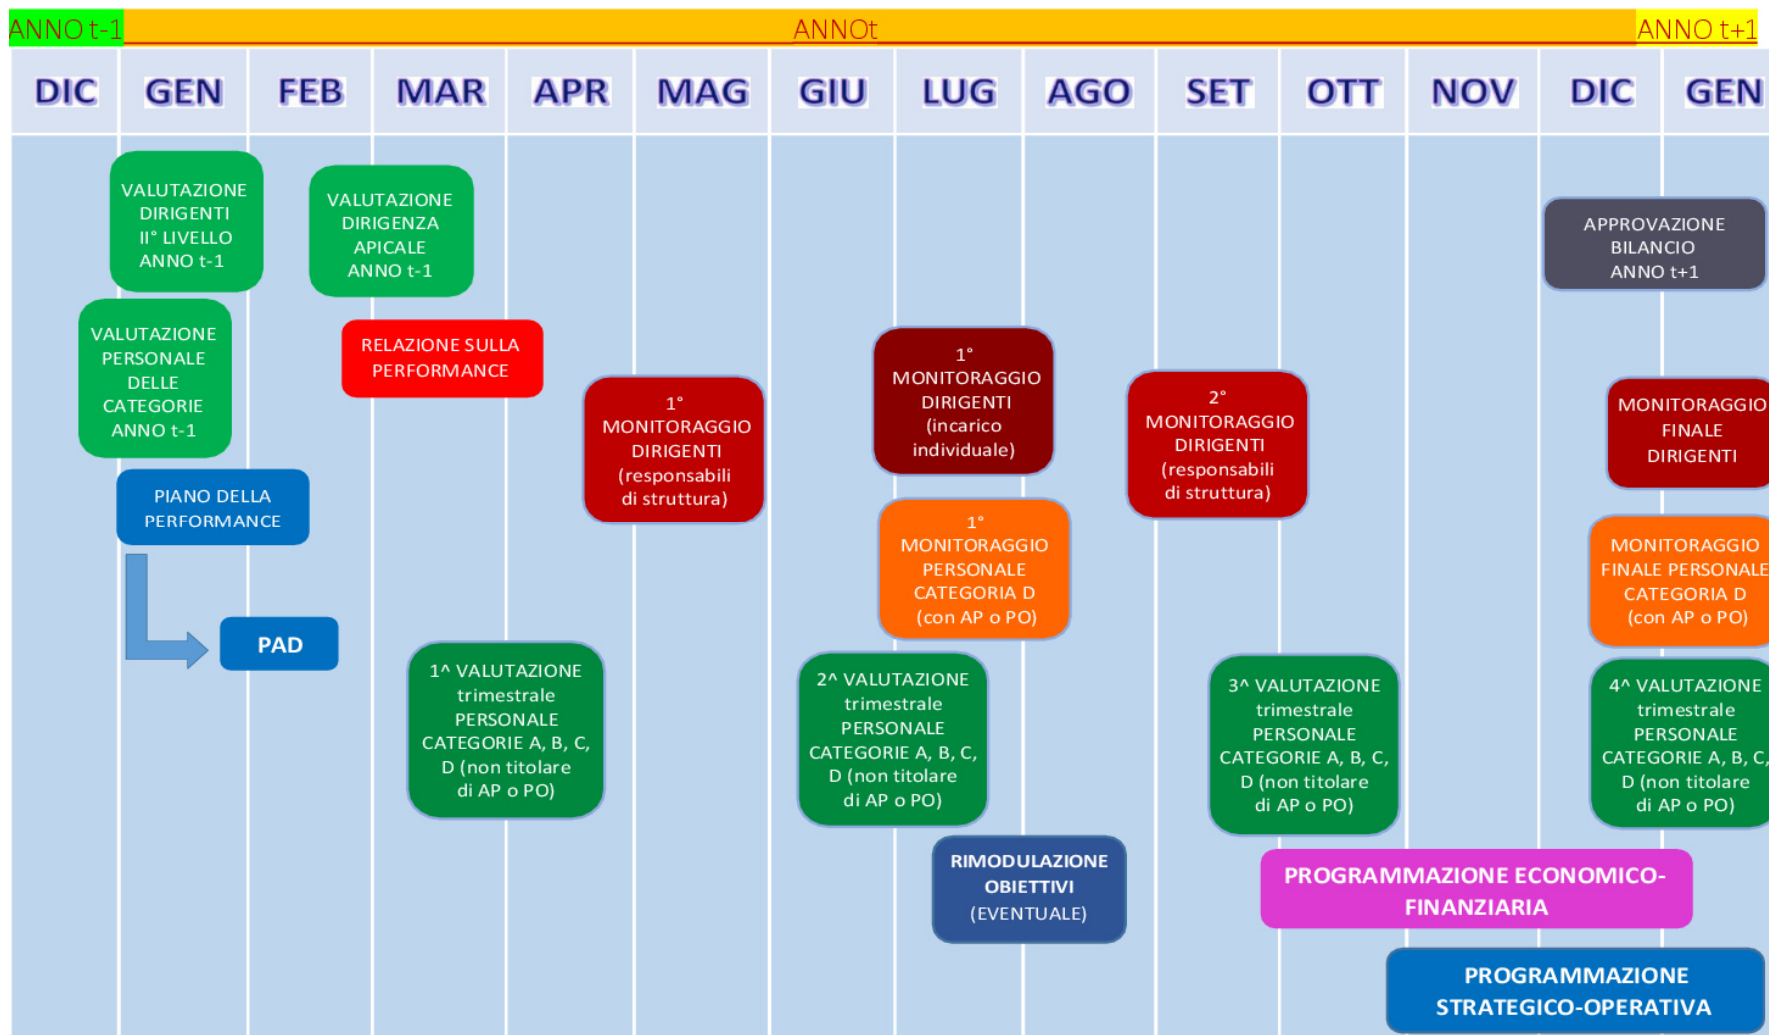 ANNO t-1 ANNOt ANNO t+1
DIC GEN FEB MAR APR MAG GIU LUG AGO SET OTT NOV DIC GEN
VALUTAZIONE
DIRIGENTI
II° LIVELLO
ANNO t-1
VALUTAZIONE
DIRIGENZA
APICALE
ANNO t-1
APPROVAZIONE
BILANCIO
ANNO t+1
VALUTAZIONE
PERSONALE
DELLE
CATEGORIE
ANNO t-1
RELAZIONE SULLA
PERFORMANCE
1°
MONITORAGGIO
DIRIGENTI
(responsabili
di struttura)
1°
MONITORAGGIO
DIRIGENTI
(incarico
individuale)
2°
MONITORAGGIO
DIRIGENTI
(responsabili
di struttura)
MONITORAGGIO
FINALE
DIRIGENTI
PIANO DELLA
PERFORMANCE
1°
MONITORAGGIO
PERSONALE
CATEGORIA D
(con AP o PO)
MONITORAGGIO
FINALE PERSONALE
CATEGORIA D
(con AP o PO)
PAD
1^ VALUTAZIONE
trimestrale
PERSONALE
CATEGORIE A, B, C,
D (non titolare
di AP o PO)
2^ VALUTAZIONE
trimestrale
PERSONALE
CATEGORIE A, B, C,
D (non titolare
di AP o PO)
3^ VALUTAZIONE
trimestrale
PERSONALE
CATEGORIE A, B, C,
D (non titolare
di AP o PO)
4^ VALUTAZIONE
trimestrale
PERSONALE
CATEGORIE A, B, C,
D (non titolare
di AP o PO)
RIMODULAZIONE
OBIETTIVI
(EVENTUALE)
PROGRAMMAZIONE ECONOMICO-
FINANZIARIA
PROGRAMMAZIONE
STRATEGICO-OPERATIVA